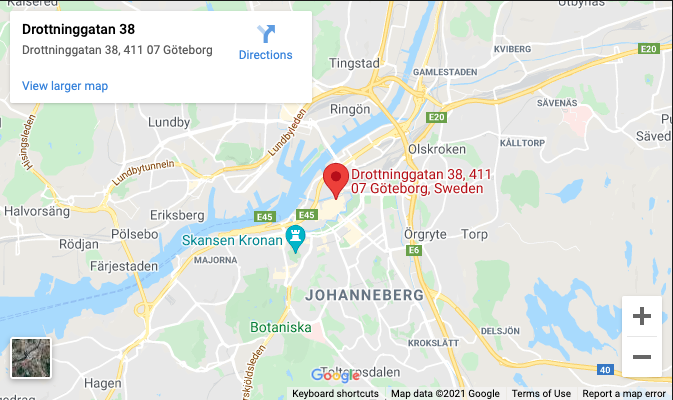 Drottninggatan 38
Drottninggatan 38, 411 07 Göteborg
Directions
View larger map
Utbynäs
KVIBERG
E20
Tingstad
GAMLESTADEN
Ringön
SÄVENÄS
E20
Lundby
Lundbyleden
Hisingsleden
Olskroken
KÄLLTORP
Säved
Lundbytunneln
Drottninggatan 38, 411
07 Göteborg, Sweden
Halvorsång
Eriksberg
E45
E45
Pölsebo
Rödjan
Skansen Kronan
Örgryte
Torp
E6
MAJORNA
Färjestaden
JOHANNEBERG
Botaniska
DELSJÖN
KROKSLÄTT
Toltorpsdalen
40
Hagen
Google
Keyboard shortcuts
Map data ©2021 Google
Terms of Use
Report a map error